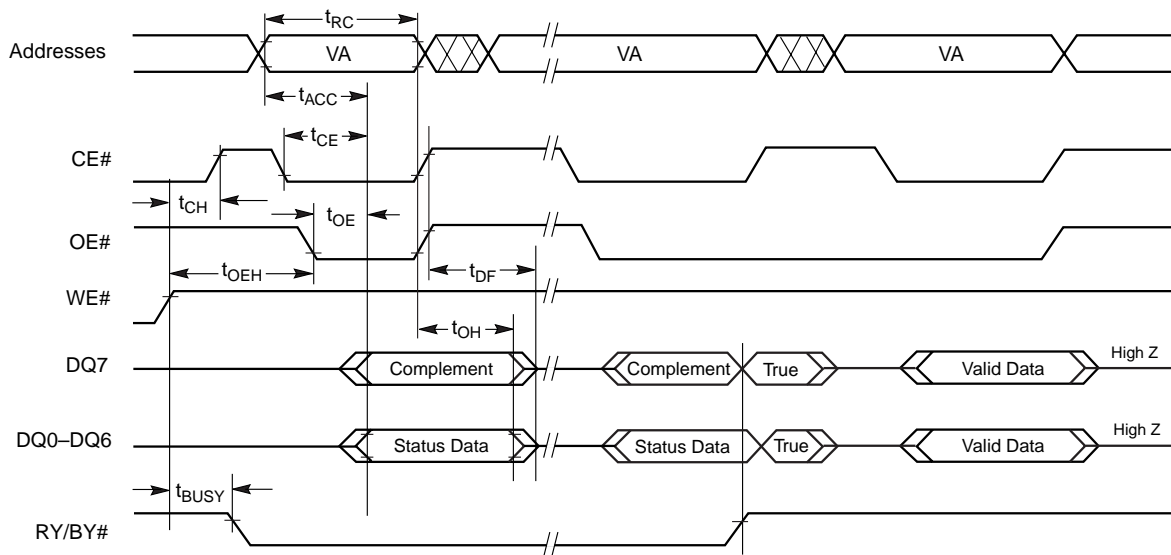 tRC
Addresses VA VA VA
tACC
tCE
CE#
tCH
tOE
OE#
tOEH
tDF
WE#
tOH
DQ7 Complement Complement True Valid Data High Z
DQ0–DQ6 Status Data Status Data True Valid Data High Z
tBUSY
RY/BY#